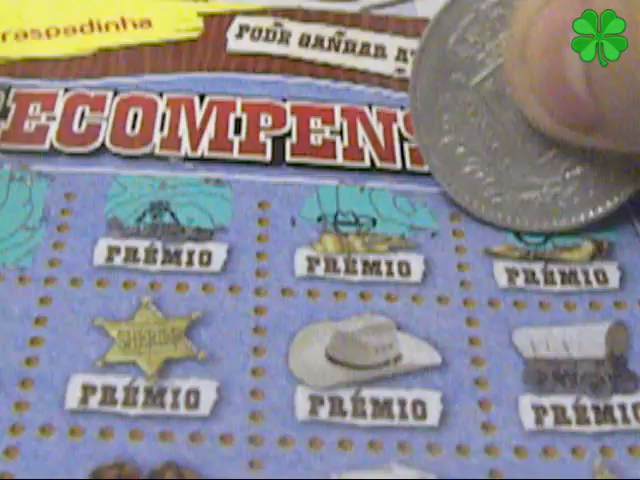 raspadinha
PODE GANHAR A
ECOMPENS
PRÉMIO PRÉMIO PRÉMIO
SHERIFF
PRÉMIO PRÉMIO PRÉMIO